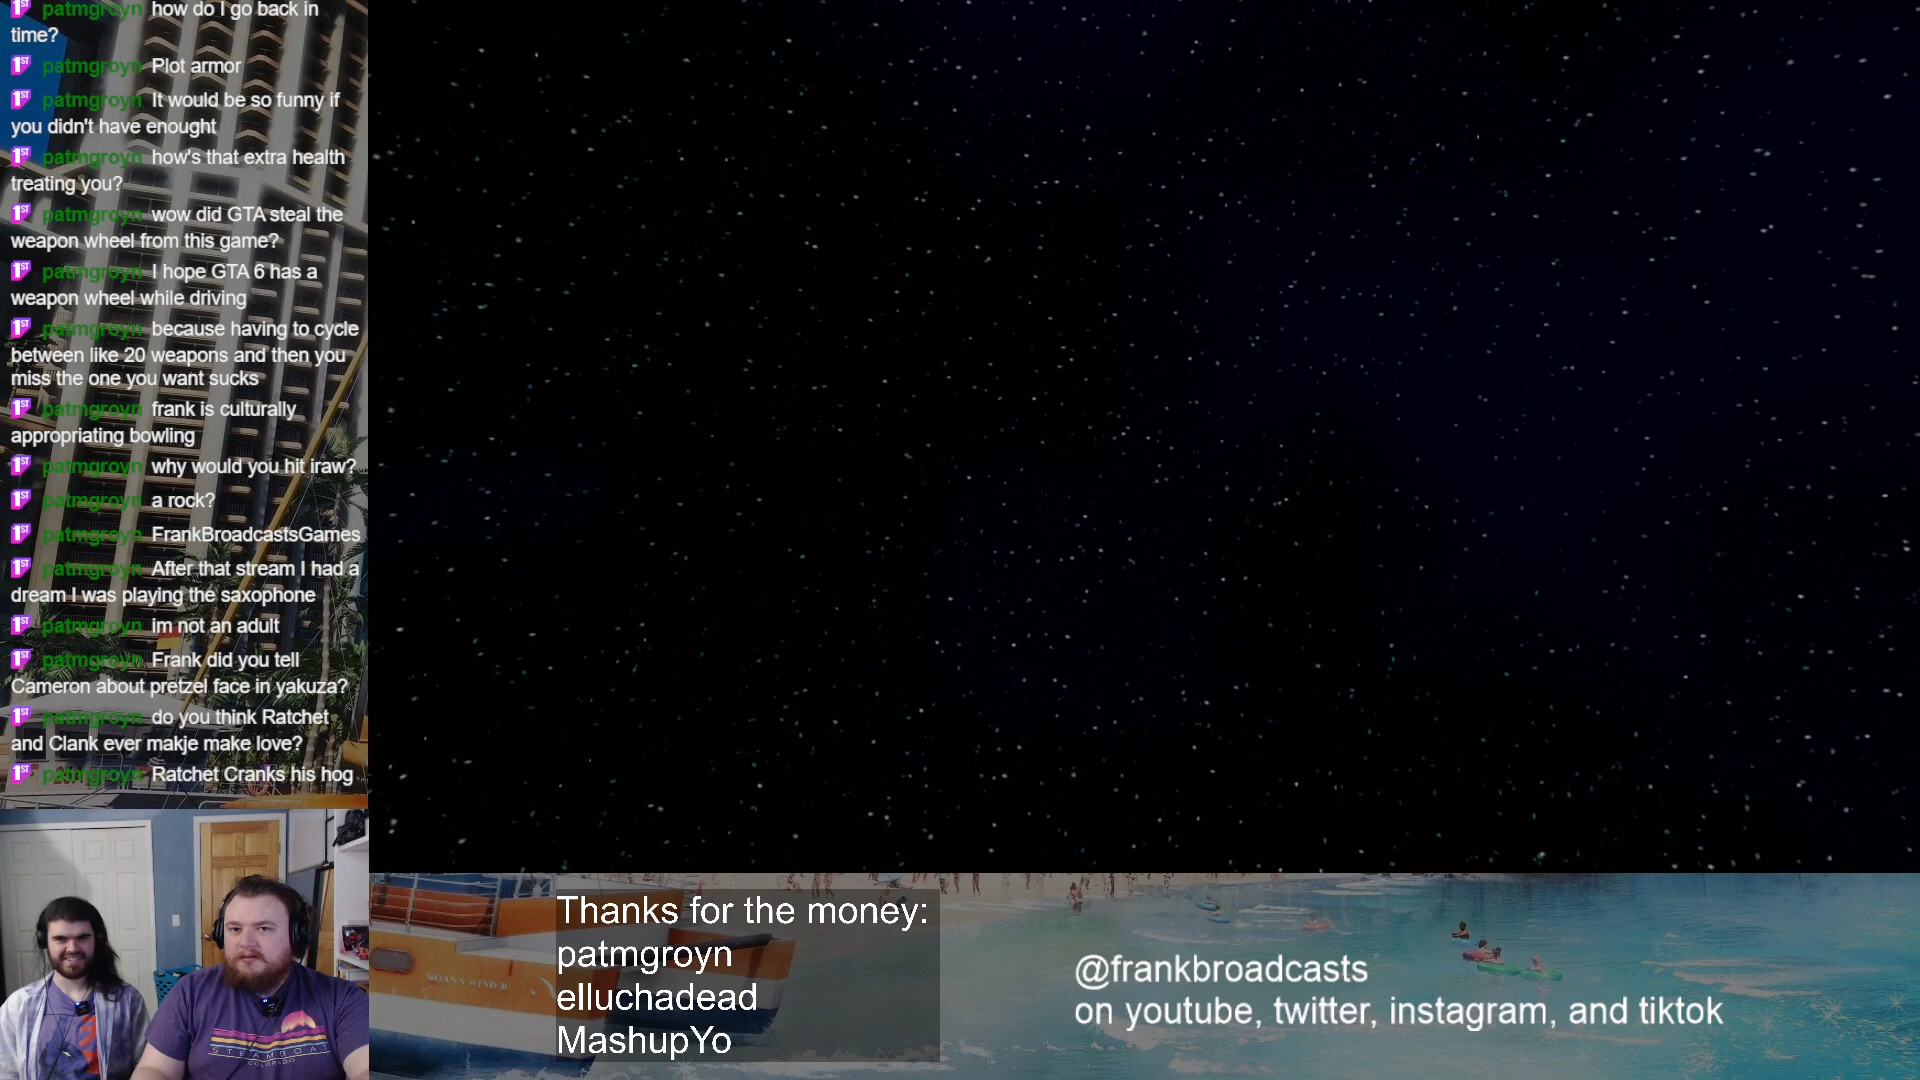 patmgroyn how do I go back in
time?
patmgroyn Plot armor
patmgroyn It would be so funny if
you didn't have enought
patmgroyn how's that extra health
treating you?
patmgroyn wow did GTA steal the
weapon wheel from this game?
patmgroyn I hope GTA 6 has a
weapon wheel while driving
patmgroyn because having to cycle
between like 20 weapons and then you
miss the one you want sucks
patmgroyn frank is culturally
appropriating bowling
patmgroyn why would you hit iraw?
patmgroyn a rock?
patmgroyn FrankBroadcastsGames
patmgroyn After that stream I had a
dream I was playing the saxophone
patmgroyn im not an adult
patmgroyn Frank did you tell
Cameron about pretzel face in yakuza?
patmgroyn do you think Ratchet
and Clank ever makje make love?
patmgroyn Ratchet Cranks his hog
STEAMBOAT
COLORADO
Thanks for the money:
patmgroyn
elluchadead
MashupYo
@frankbroadcasts
on youtube, twitter, instagram, and tiktok